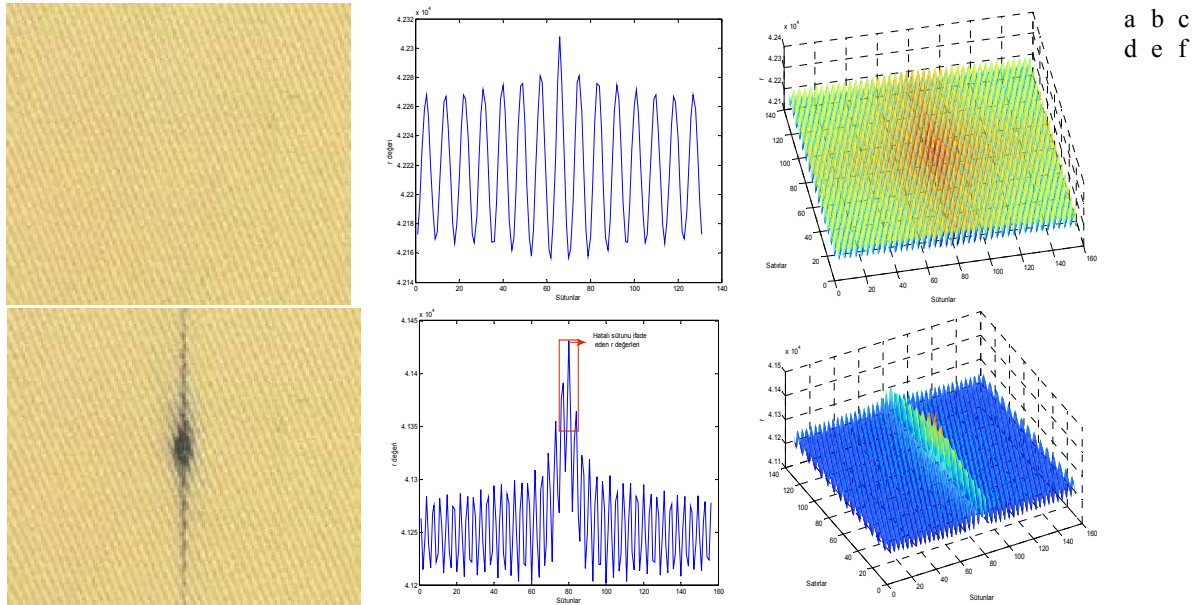 a b c
d e f
x 10⁴
4.232
4.23
4.228
4.226
4.224
4.222
4.22
4.218
4.216
4.214
r değeri
0 20 40 60 80 100 120 140
Sütunlar
x 10⁴
4.24
4.23
4.22
4.21
r
140
120
100
80
60
40
20
0
Satırlar
0 20 40 60 80 100 120 140 160
Sütunlar
x 10⁴
4.145
4.14
4.135
4.13
4.125
4.12
r değeri
Hatalı sütunu ifade
eden r değerleri
0 20 40 60 80 100 120 140 160
Sütunlar
x 10⁴
4.15
4.14
4.13
4.12
4.11
r
140
120
100
80
60
40
20
0
Satırlar
0 20 40 60 80 100 120 140 160
Sütunlar